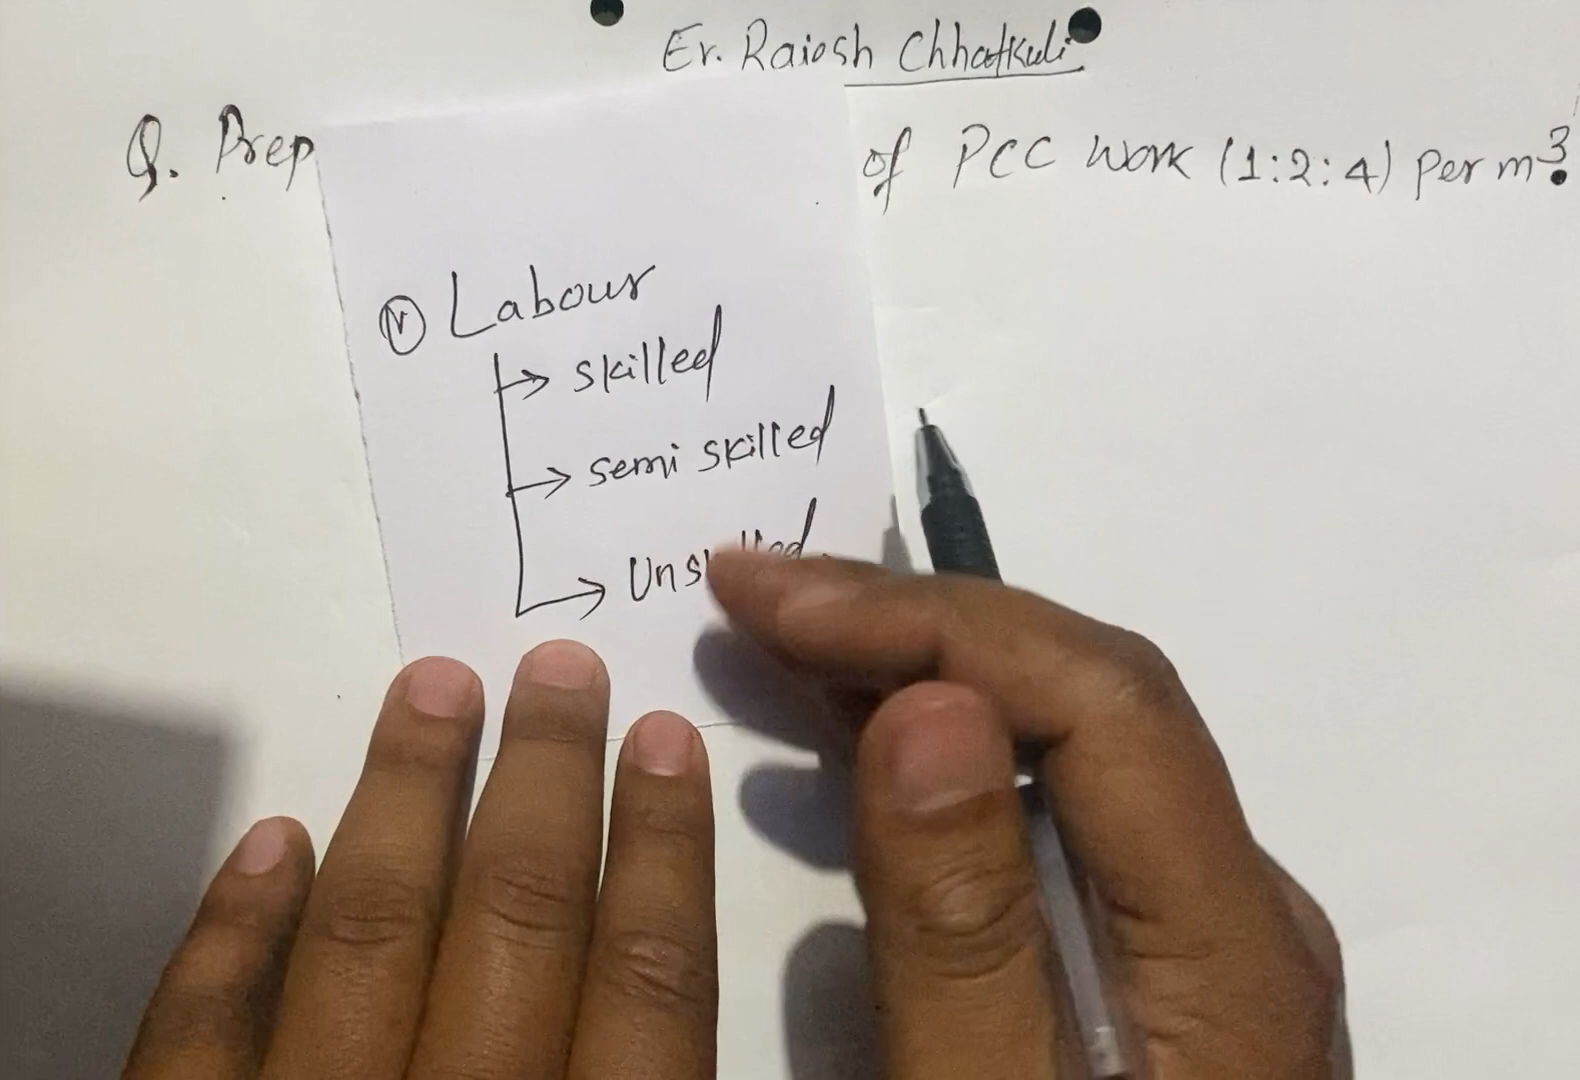 Er. Raiosh Chhatkuli
Q. Prep of PCC Work (1:2:4) Per m³.
Labour
skilled
semi skilled